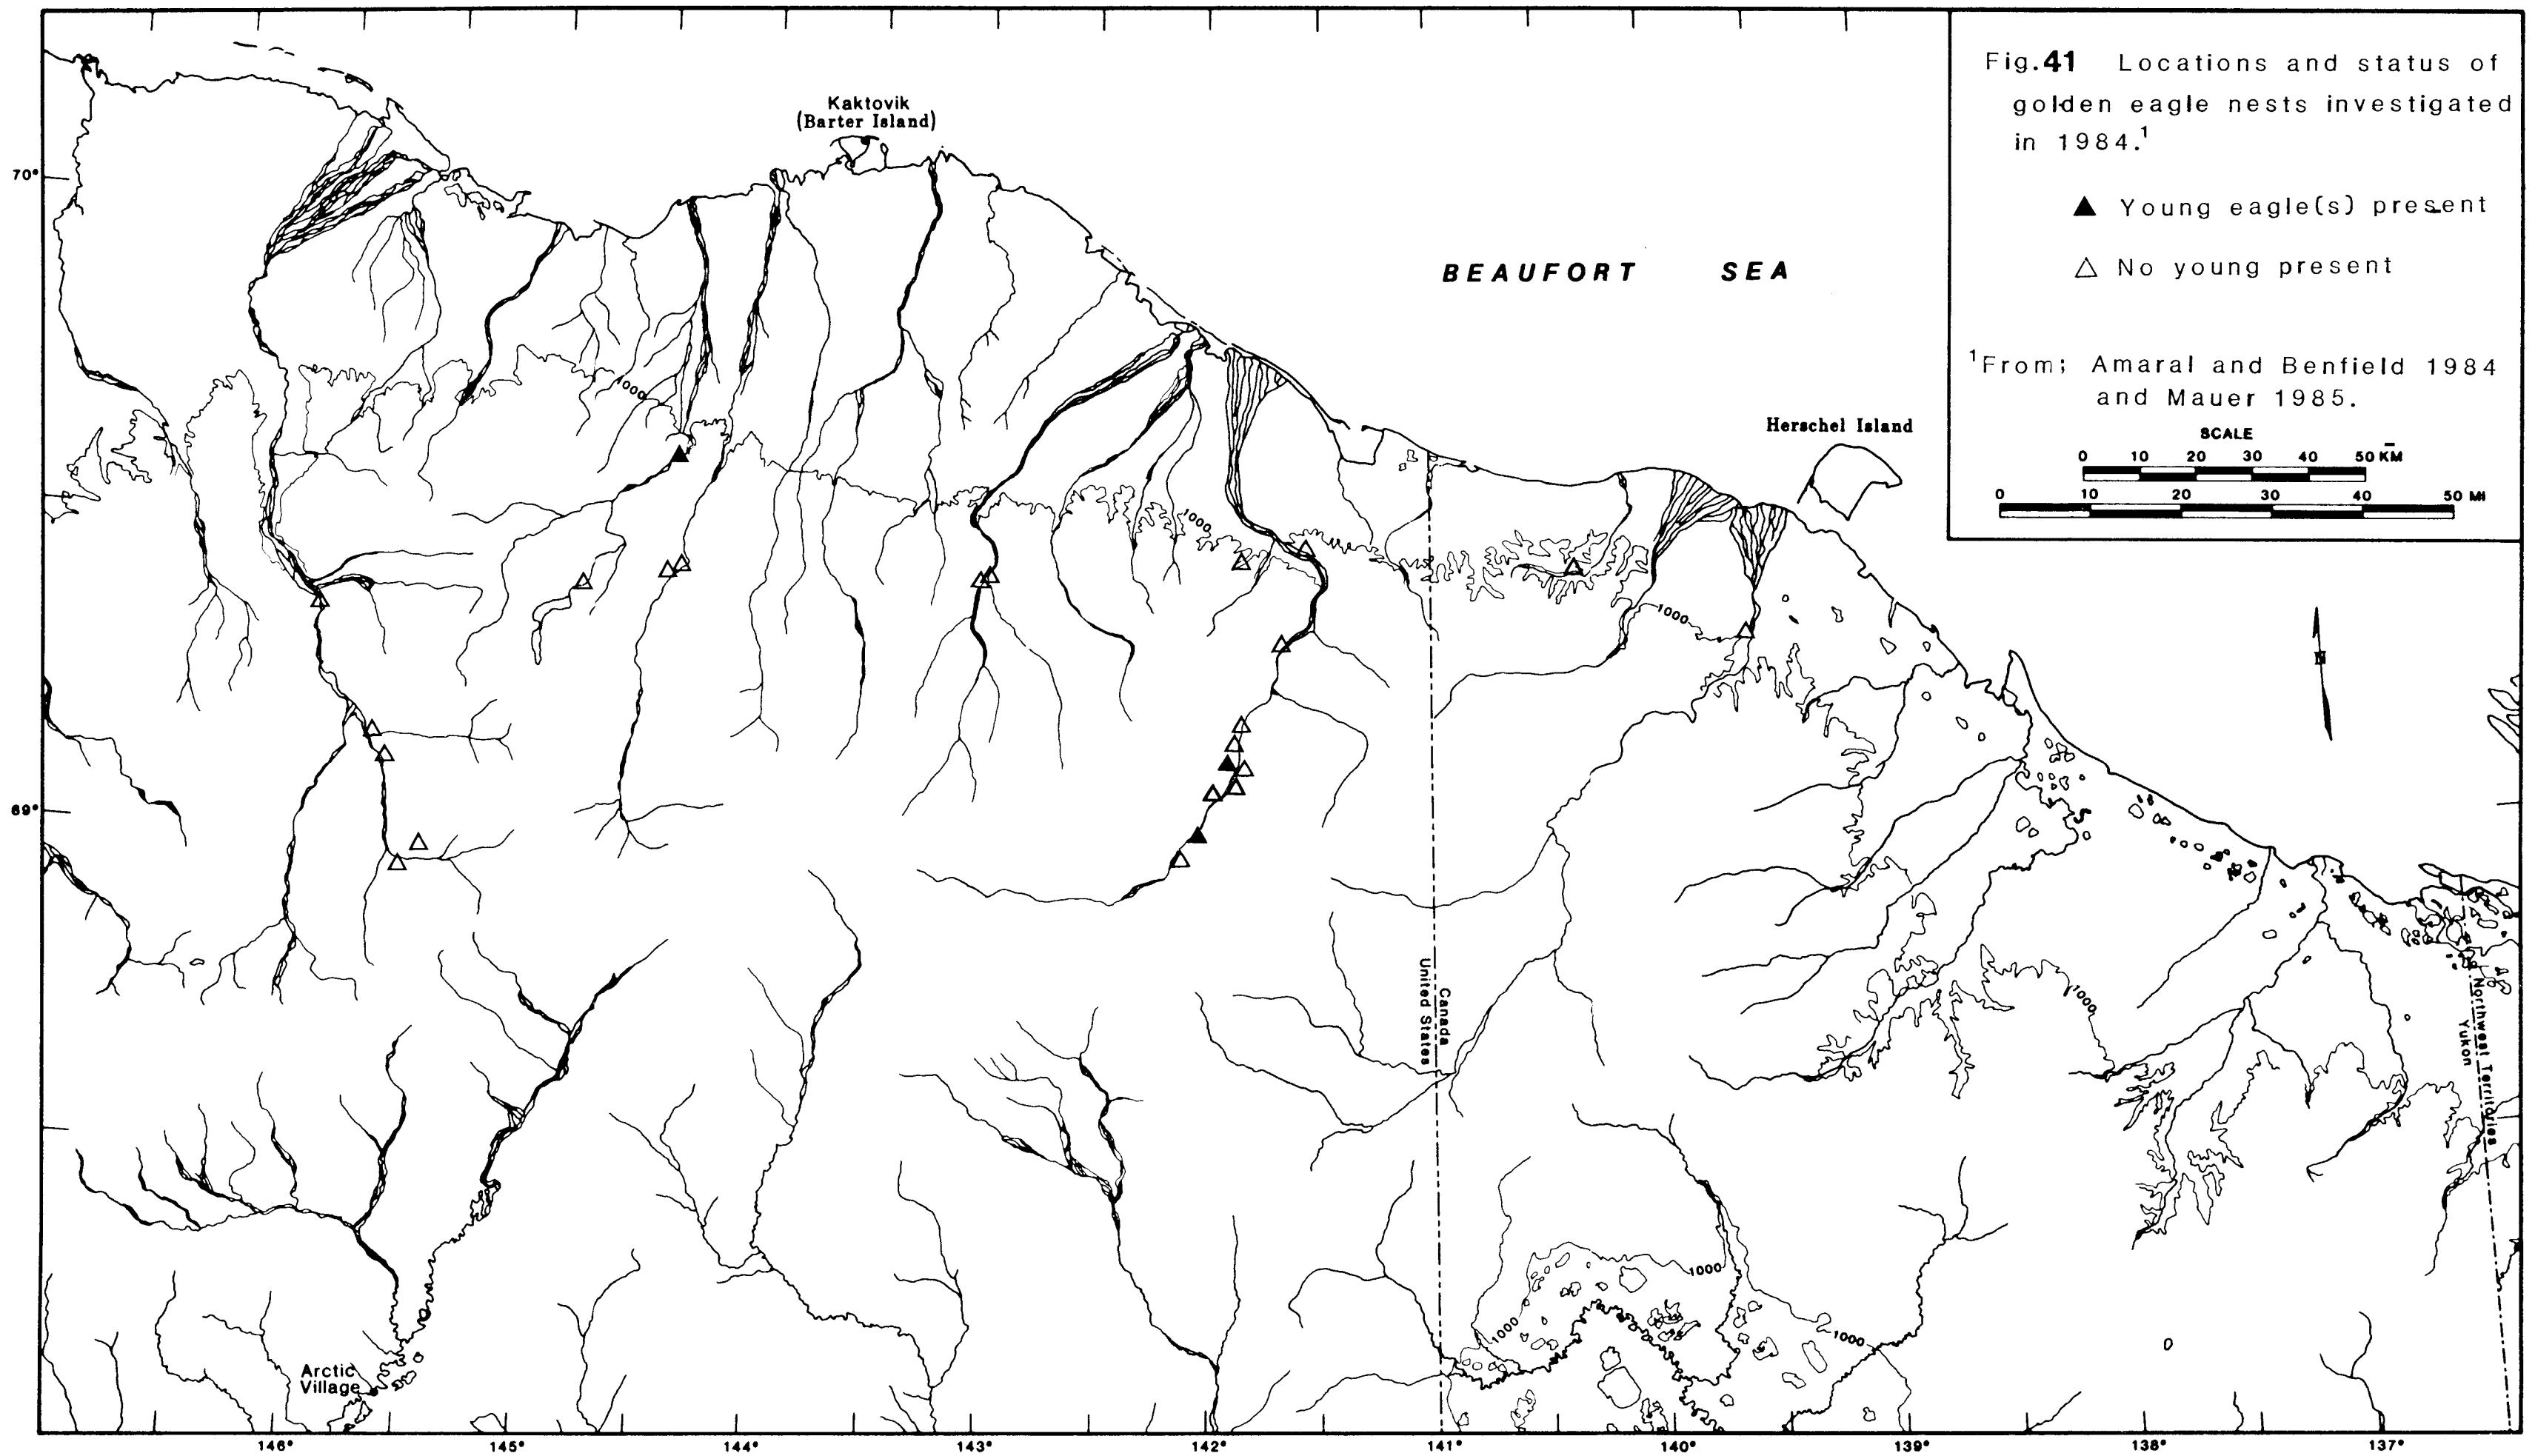 Fig.41 Locations and status of
golden eagle nests investigated
in 1984.1
▲ Young eagle(s) present
△ No young present
1From; Amaral and Benfield 1984
and Mauer 1985.
SCALE
0 10 20 30 40 50 KM
0 10 20 30 40 50 MI
Kaktovik
(Barter Island)
70°
BEAUFORT SEA
Herschel Island
1000
1000
1000
N
69°
United States
Canada
1000
Northwest Territories
Yukon
1000
1000
1000
Arctic
Village
146° 145° 144° 143° 142° 141° 140° 139° 138° 137°